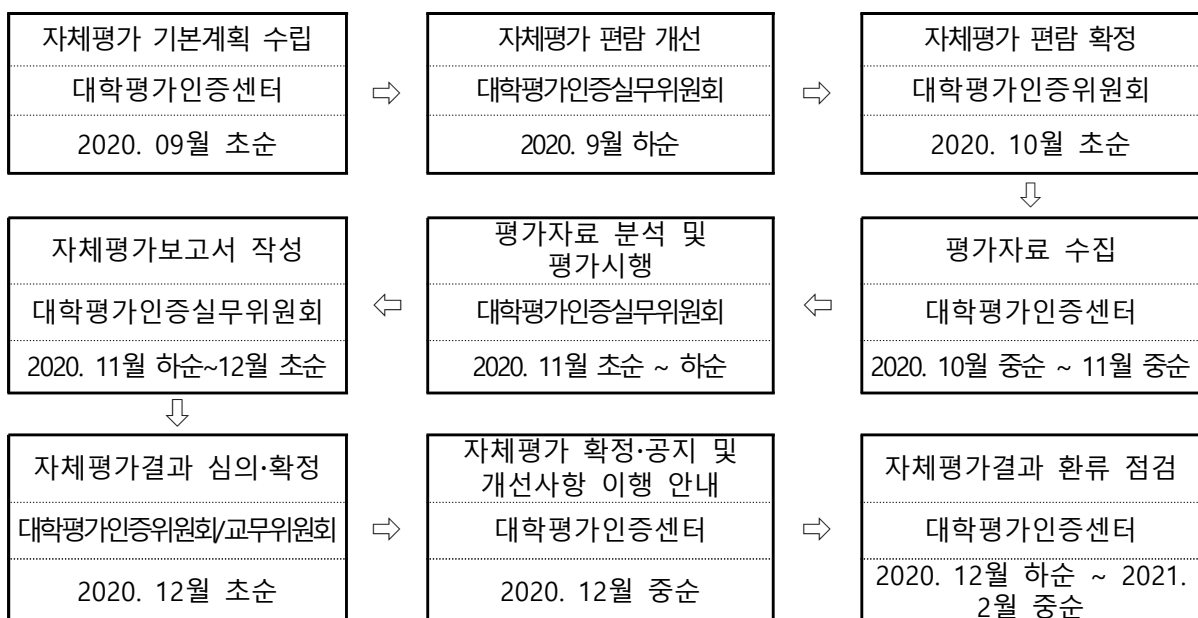 자체평가 기본계획 수립
대학평가인증센터
2020. 09월 초순
⇨
자체평가 편람 개선
대학평가인증실무위원회
2020. 9월 하순
⇨
자체평가 편람 확정
대학평가인증위원회
2020. 10월 초순
⇩
평가자료 수집
대학평가인증센터
2020. 10월 중순 ~ 11월 중순
⇦
평가자료 분석 및
평가시행
대학평가인증실무위원회
2020. 11월 초순 ~ 하순
⇦
자체평가보고서 작성
대학평가인증실무위원회
2020. 11월 하순~12월 초순
⇩
자체평가결과 심의·확정
대학평가인증위원회/교무위원회
2020. 12월 초순
⇨
자체평가 확정·공지 및
개선사항 이행 안내
대학평가인증센터
2020. 12월 중순
⇨
자체평가결과 환류 점검
대학평가인증센터
2020. 12월 하순 ~ 2021.
2월 중순